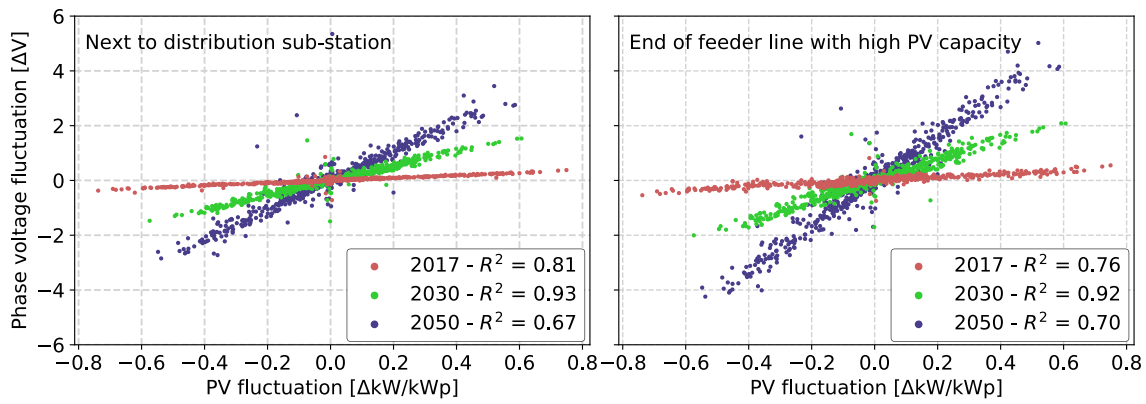 Next to distribution sub-station
End of feeder line with high PV capacity
Phase voltage fluctuation [ΔV]
6
4
2
0
−2
−4
−6
2017 - R² = 0.81
2030 - R² = 0.93
2050 - R² = 0.67
2017 - R² = 0.76
2030 - R² = 0.92
2050 - R² = 0.70
−0.8 −0.6 −0.4 −0.2 0.0 0.2 0.4 0.6 0.8
−0.8 −0.6 −0.4 −0.2 0.0 0.2 0.4 0.6 0.8
PV fluctuation [ΔkW/kWp]
PV fluctuation [ΔkW/kWp]